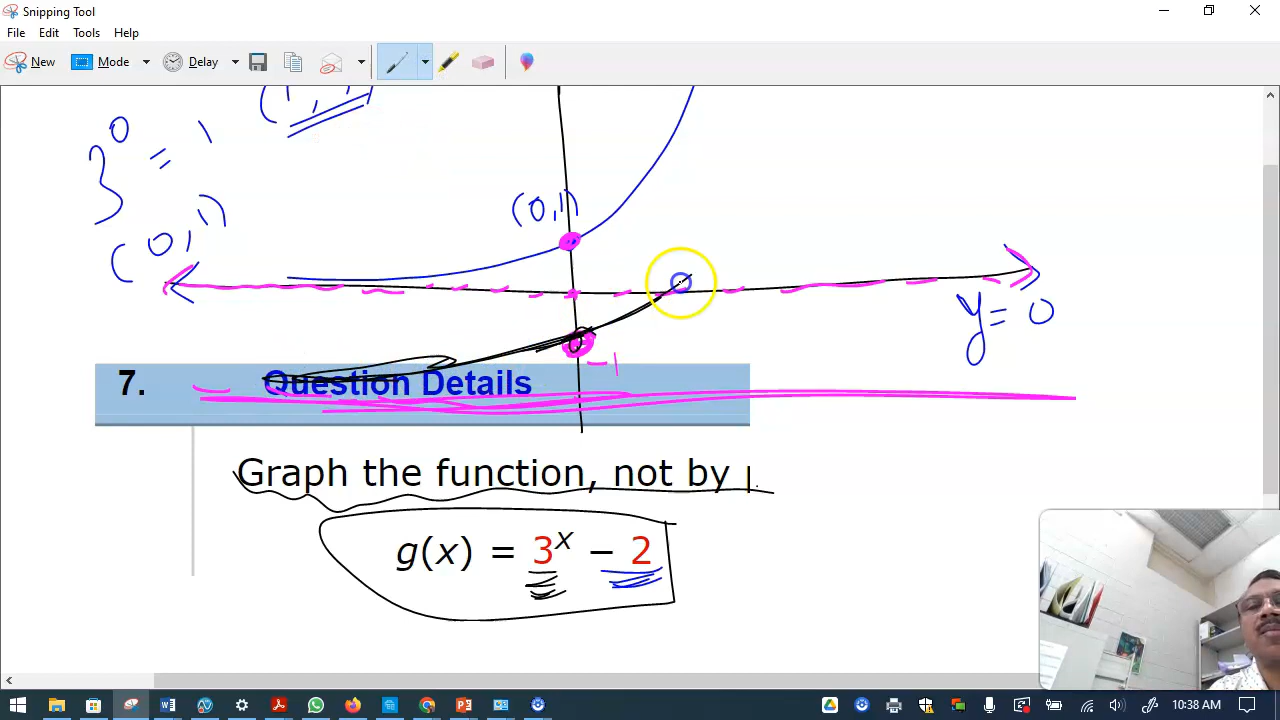 Snipping Tool
File Edit Tools Help
New Mode Delay
3^0 = 1
(0,1)
(0,1)
y = 0
-1
7. Question Details
Graph the function, not by
g(x) = 3^x − 2
10:38 AM